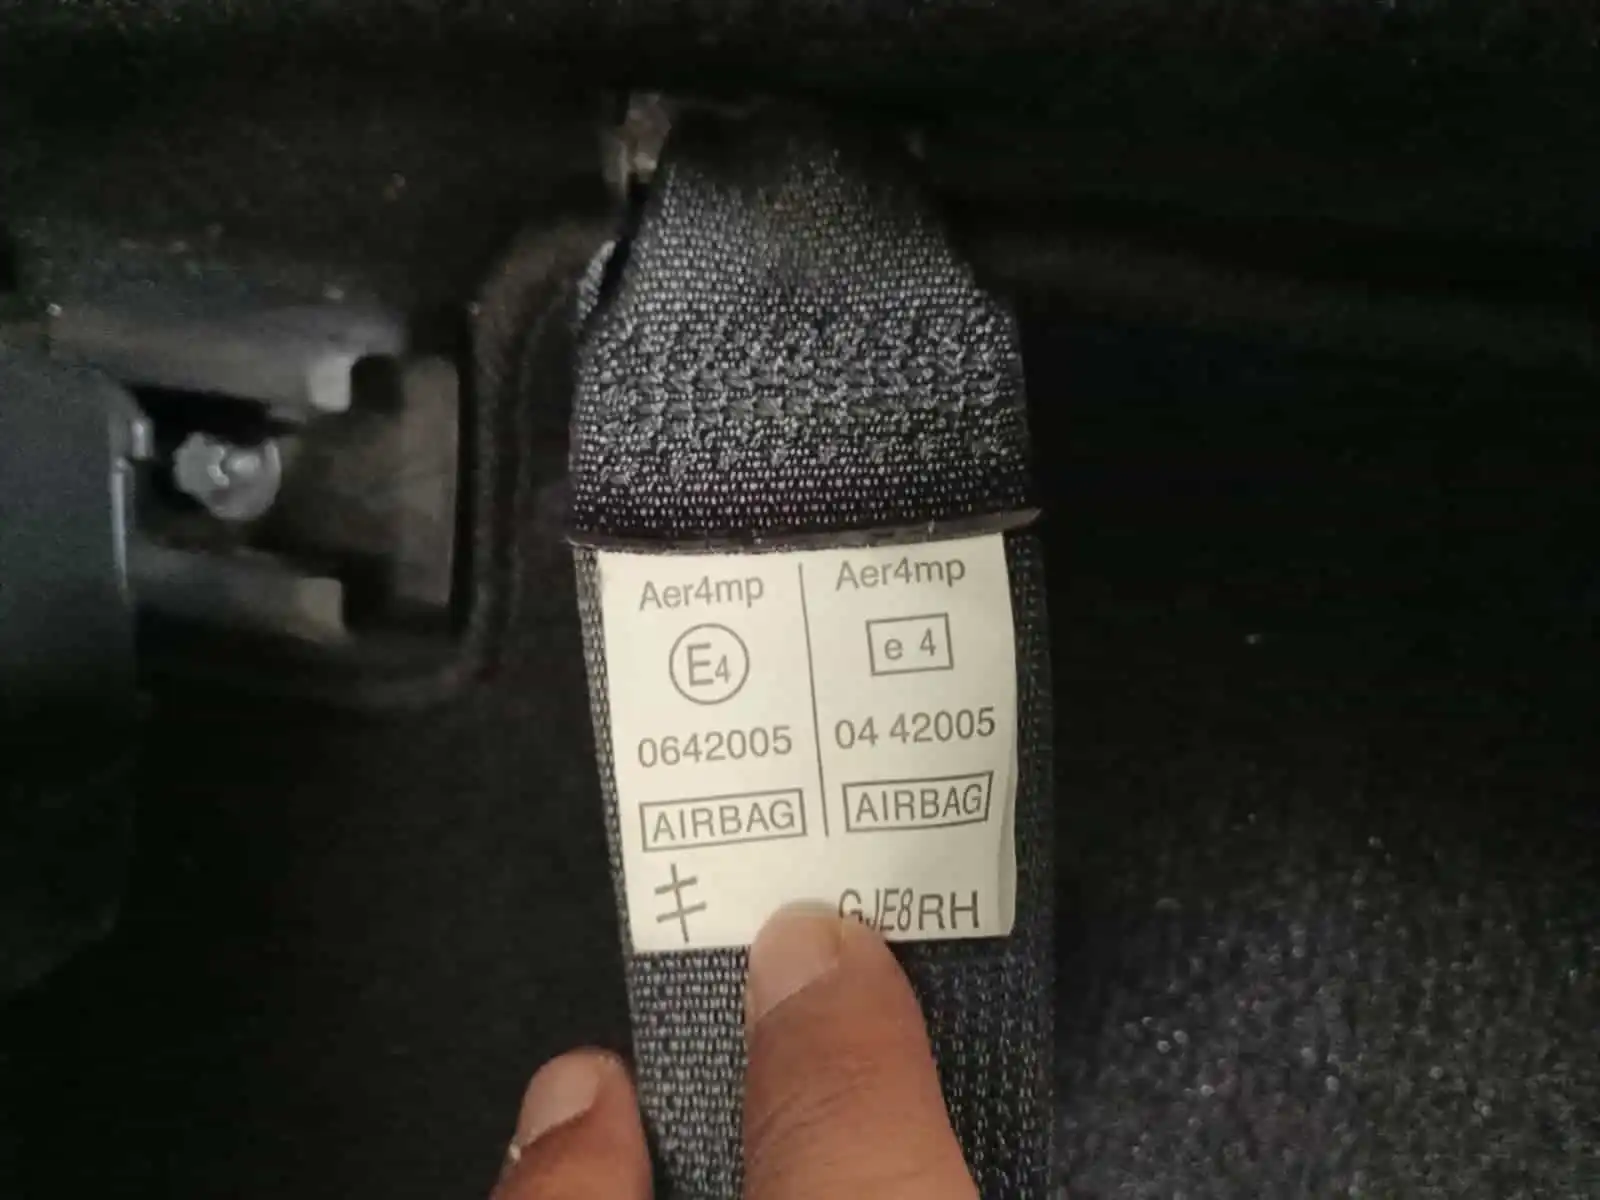 Aer4mp
E4
0642005
AIRBAG
Aer4mp
e 4
04 42005
AIRBAG
GJE8RH